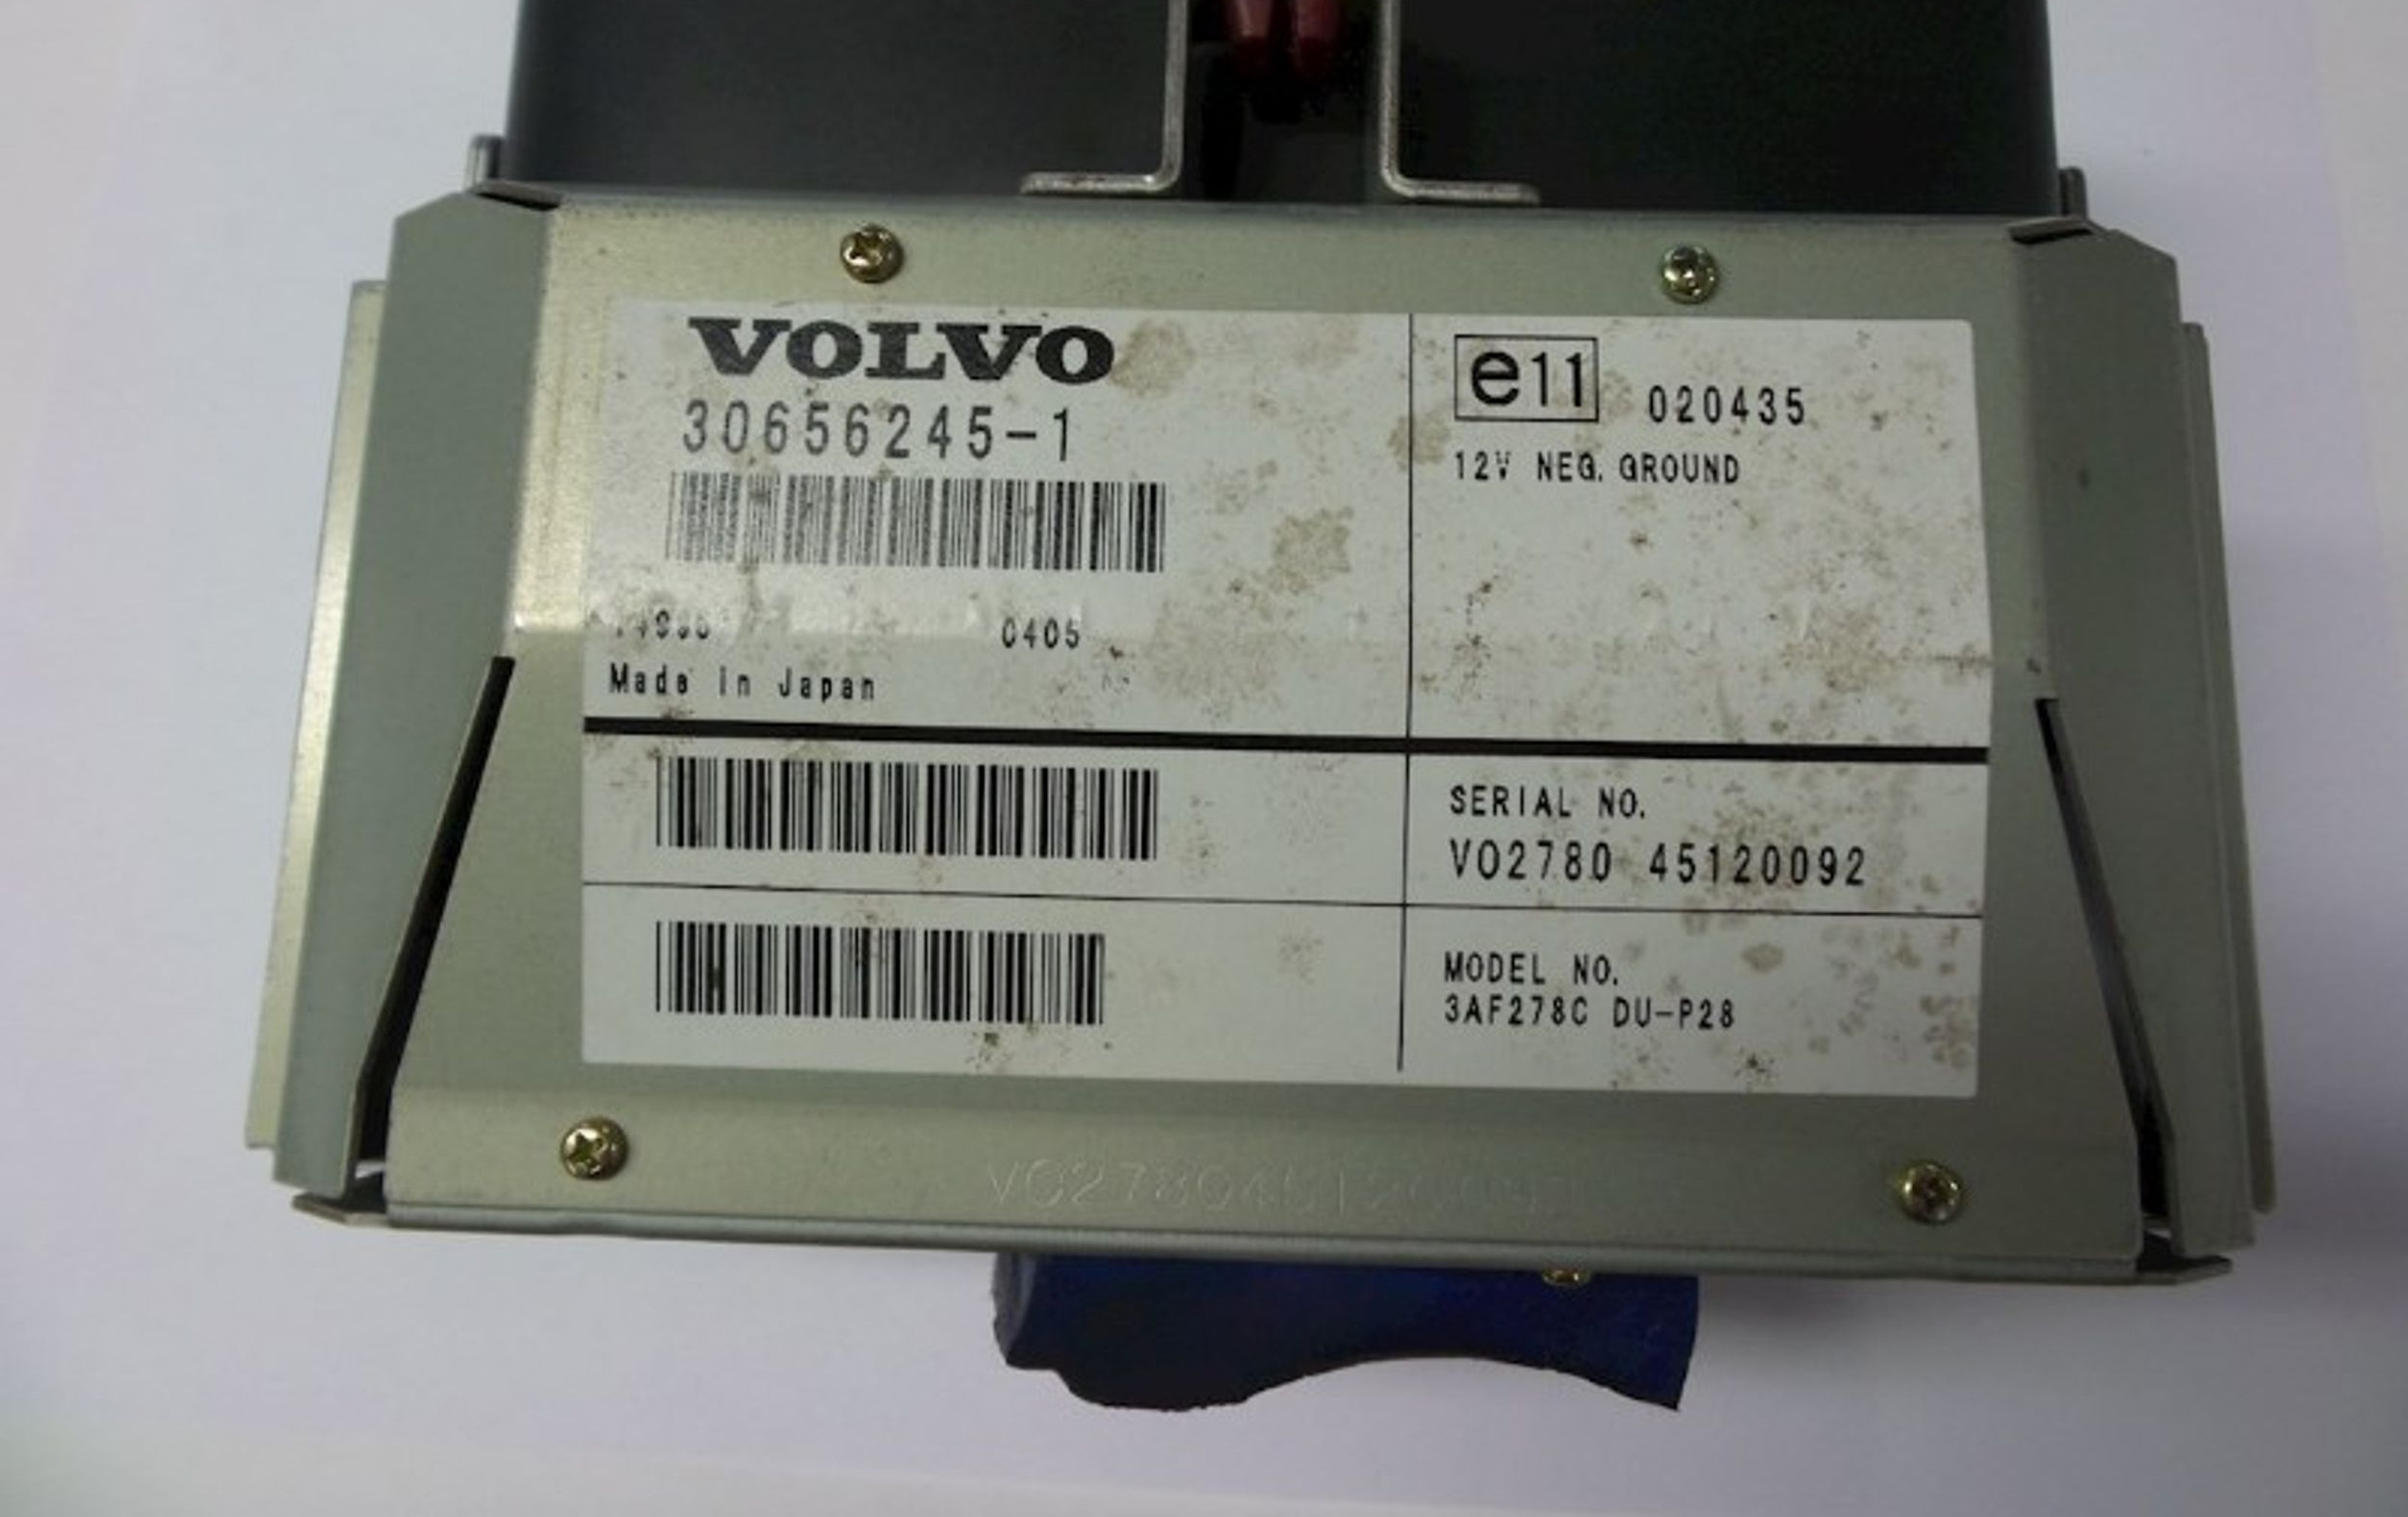 VOLVO
30656245-1
0405
Made in Japan
e11 020435
12V NEG. GROUND
SERIAL NO.
VO2780 45120092
MODEL NO.
3AF278C DU-P28